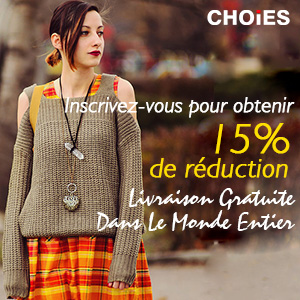 CHOiES
Inscrivez-vous pour obtenir
15%
de réduction
Livraison Gratuite
Dans Le Monde Entier